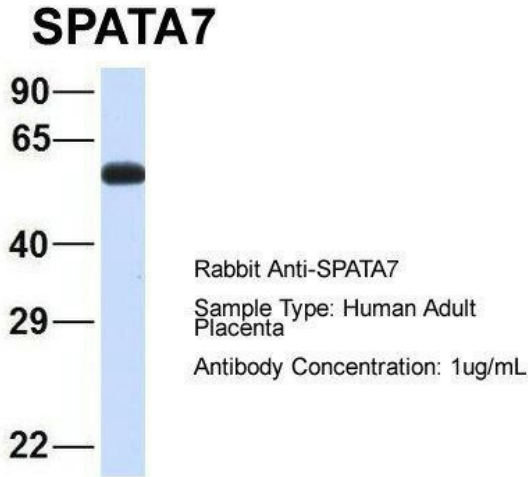 SPATA7
90
65
40
29
22
Rabbit Anti-SPATA7
Sample Type: Human Adult
Placenta
Antibody Concentration: 1ug/mL